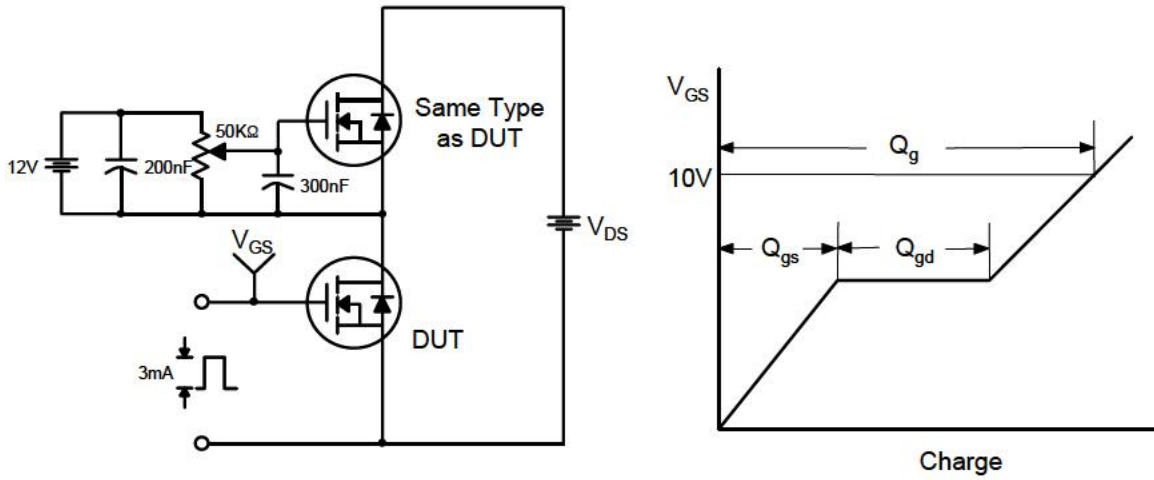 Same Type
as DUT
50KΩ
12V
200nF
300nF
V_GS
V_DS
DUT
3mA
V_GS
Q_g
10V
Q_gs
Q_gd
Charge